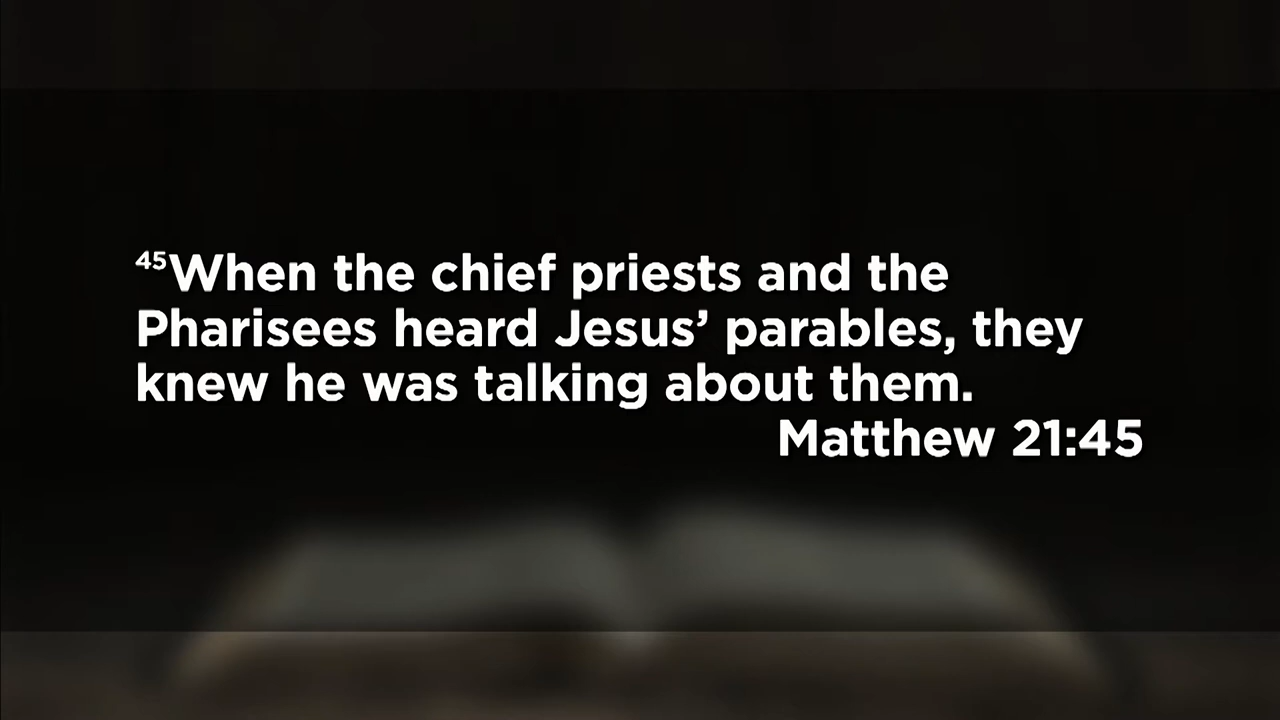 ⁴⁵When the chief priests and the
Pharisees heard Jesus’ parables, they
knew he was talking about them.
Matthew 21:45